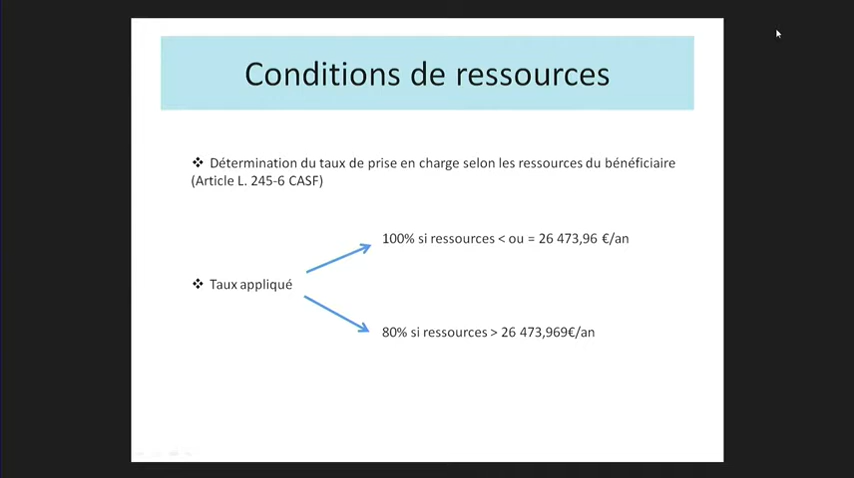 Conditions de ressources
❖ Détermination du taux de prise en charge selon les ressources du bénéficiaire
(Article L. 245-6 CASF)
100% si ressources < ou = 26 473,96 €/an
❖ Taux appliqué
80% si ressources > 26 473,969€/an